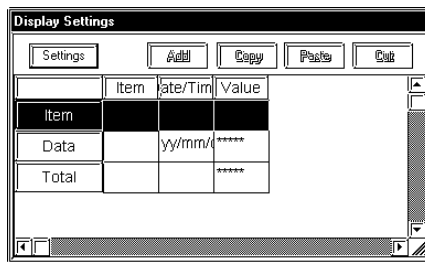 Display Settings
Settings Add Copy Paste Cut
Item ate/Tim Value
Item
Data yy/mm/ *****
Total *****